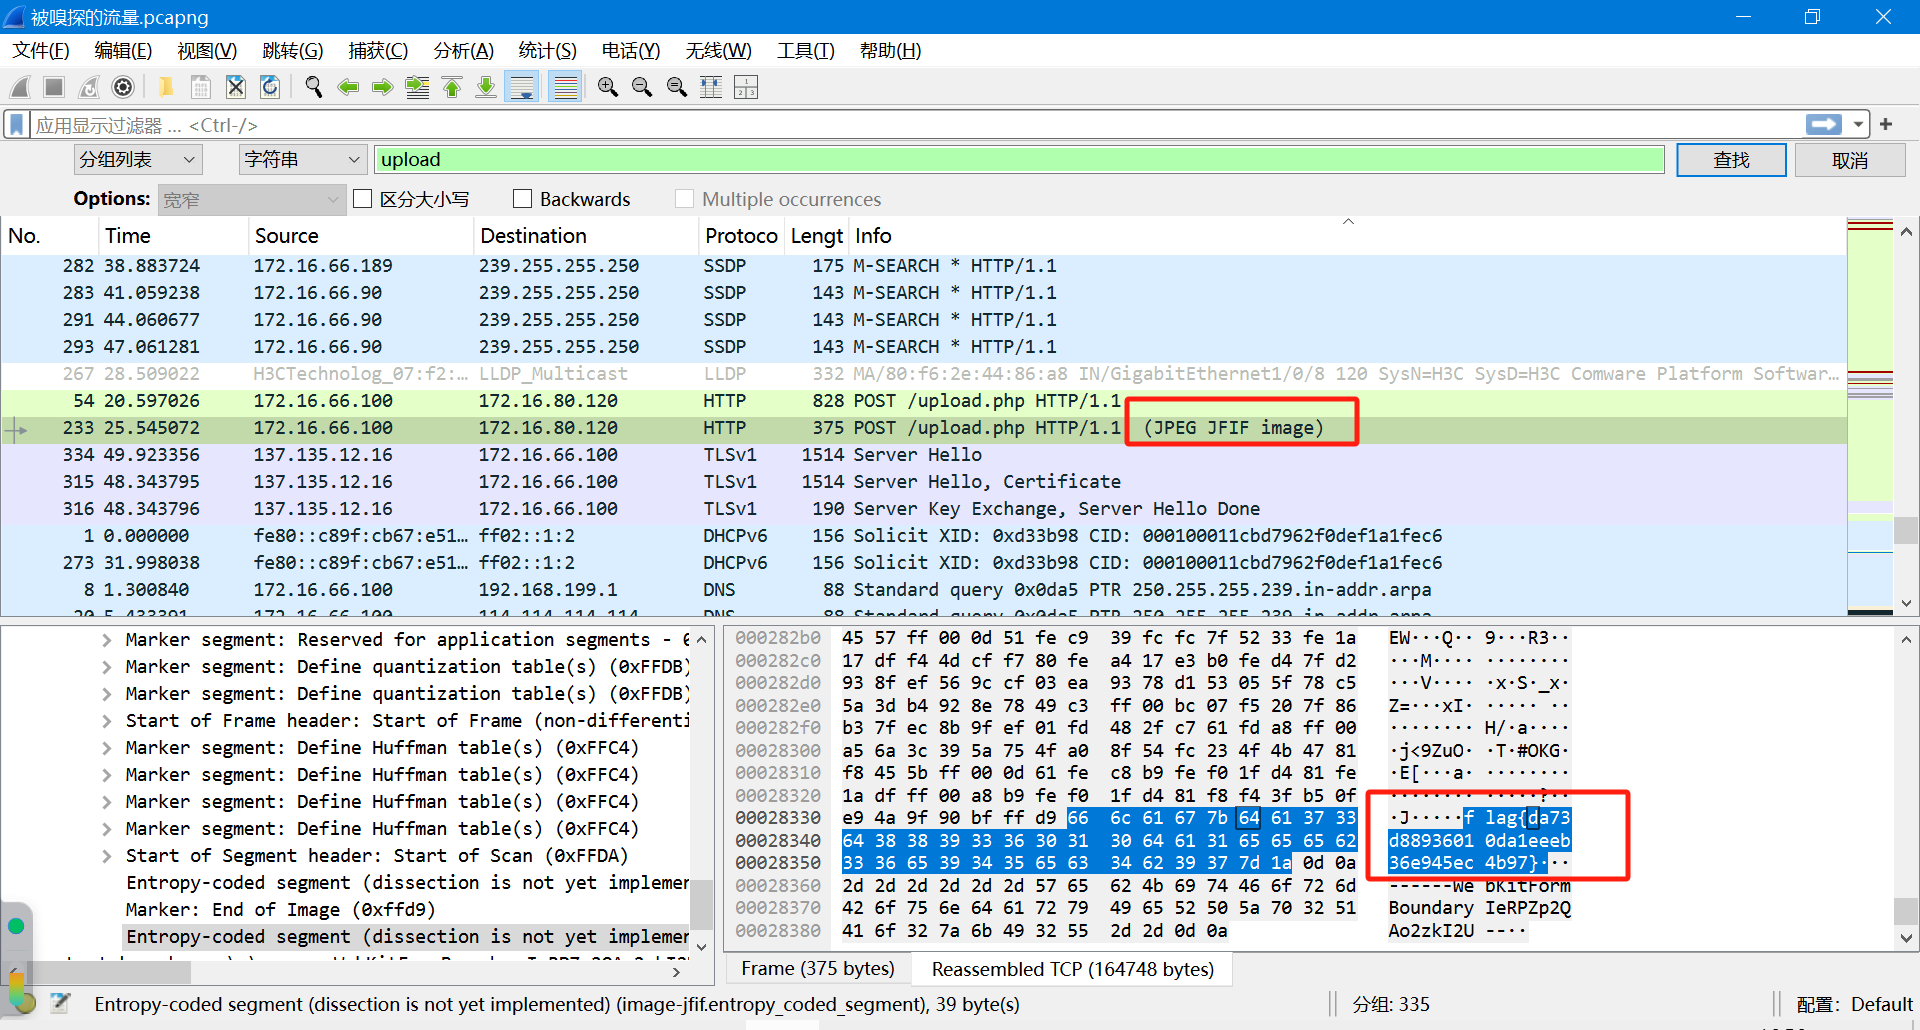 被嗅探的流量.pcapng
文件(F) 编辑(E) 视图(V) 跳转(G) 捕获(C) 分析(A) 统计(S) 电话(Y) 无线(W) 工具(T) 帮助(H)
应用显示过滤器 … <Ctrl-/>
分组列表 字符串 upload 查找 取消
Options: 宽窄 区分大小写 Backwards Multiple occurrences
No. Time Source Destination Protoco Lengt Info
282 38.883724 172.16.66.189 239.255.255.250 SSDP 175 M-SEARCH * HTTP/1.1
283 41.059238 172.16.66.90 239.255.255.250 SSDP 143 M-SEARCH * HTTP/1.1
291 44.060677 172.16.66.90 239.255.255.250 SSDP 143 M-SEARCH * HTTP/1.1
293 47.061281 172.16.66.90 239.255.255.250 SSDP 143 M-SEARCH * HTTP/1.1
267 28.509022 H3CTechnolog_07:f2:… LLDP_Multicast LLDP 332 MA/80:f6:2e:44:86:a8 IN/GigabitEthernet1/0/8 120 SysN=H3C SysD=H3C Comware Platform Softwar…
54 20.597026 172.16.66.100 172.16.80.120 HTTP 828 POST /upload.php HTTP/1.1
233 25.545072 172.16.66.100 172.16.80.120 HTTP 375 POST /upload.php HTTP/1.1 (JPEG JFIF image)
334 49.923356 137.135.12.16 172.16.66.100 TLSv1 1514 Server Hello
315 48.343795 137.135.12.16 172.16.66.100 TLSv1 1514 Server Hello, Certificate
316 48.343796 137.135.12.16 172.16.66.100 TLSv1 190 Server Key Exchange, Server Hello Done
1 0.000000 fe80::c89f:cb67:e51… ff02::1:2 DHCPv6 156 Solicit XID: 0xd33b98 CID: 000100011cbd7962f0def1a1fec6
273 31.998038 fe80::c89f:cb67:e51… ff02::1:2 DHCPv6 156 Solicit XID: 0xd33b98 CID: 000100011cbd7962f0def1a1fec6
8 1.300840 172.16.66.100 192.168.199.1 DNS 88 Standard query 0x0da5 PTR 250.255.255.239.in-addr.arpa
20 5.433391 172.16.66.100 114.114.114.114 DNS 88 Standard query 0x0da5 PTR 250.255.255.239.in-addr.arpa
Marker segment: Reserved for application segments - 0
Marker segment: Define quantization table(s) (0xFFDB)
Marker segment: Define quantization table(s) (0xFFDB)
Start of Frame header: Start of Frame (non-differenti
Marker segment: Define Huffman table(s) (0xFFC4)
Marker segment: Define Huffman table(s) (0xFFC4)
Marker segment: Define Huffman table(s) (0xFFC4)
Marker segment: Define Huffman table(s) (0xFFC4)
Start of Segment header: Start of Scan (0xFFDA)
Entropy-coded segment (dissection is not yet implemen
Marker: End of Image (0xffd9)
Entropy-coded segment (dissection is not yet implemen
000282b0 45 57 ff 00 0d 51 fe c9 39 fc fc 7f 52 33 fe 1a EW···Q·· 9···R3··
000282c0 17 df f4 4d cf f7 80 fe a4 17 e3 b0 fe d4 7f d2 ···M···· ········
000282d0 93 8f ef 56 9c cf 03 ea 93 78 d1 53 05 5f 78 c5 ···V···· ·x·S·_x·
000282e0 5a 3d b4 92 8e 78 49 c3 ff 00 bc 07 f5 20 7f 86 Z=···xI· ····· ··
000282f0 b3 7f ec 8b 9f ef 01 fd 48 2f c7 61 fd a8 ff 00 ········ H/·a····
00028300 a5 6a 3c 39 5a 75 4f a0 8f 54 fc 23 4f 4b 47 81 ·j<9ZuO· ·T·#OKG·
00028310 f8 45 5b ff 00 0d 61 fe c8 b9 fe f0 1f d4 81 fe ·E[···a· ········
00028320 1a df ff 00 a8 b9 fe f0 1f d4 81 f8 f4 3f b5 0f ········ ·····?··
00028330 e9 4a 9f 90 bf ff d9 66 6c 61 67 7b 64 61 37 33 ·J·····f lag{da73
00028340 64 38 38 39 33 36 30 31 30 64 61 31 65 65 65 62 d8893601 0da1eeeb
00028350 33 36 65 39 34 35 65 63 34 62 39 37 7d 1a 0d 0a 36e945ec 4b97}···
00028360 2d 2d 2d 2d 2d 2d 57 65 62 4b 69 74 46 6f 72 6d ------We bKitForm
00028370 42 6f 75 6e 64 61 72 79 49 65 52 50 5a 70 32 51 Boundary IeRPZp2Q
00028380 41 6f 32 7a 6b 49 32 55 2d 2d 0d 0a Ao2zkI2U --··
Frame (375 bytes) Reassembled TCP (164748 bytes)
Entropy-coded segment (dissection is not yet implemented) (image-jfif.entropy_coded_segment), 39 byte(s) 分组: 335 配置: Default